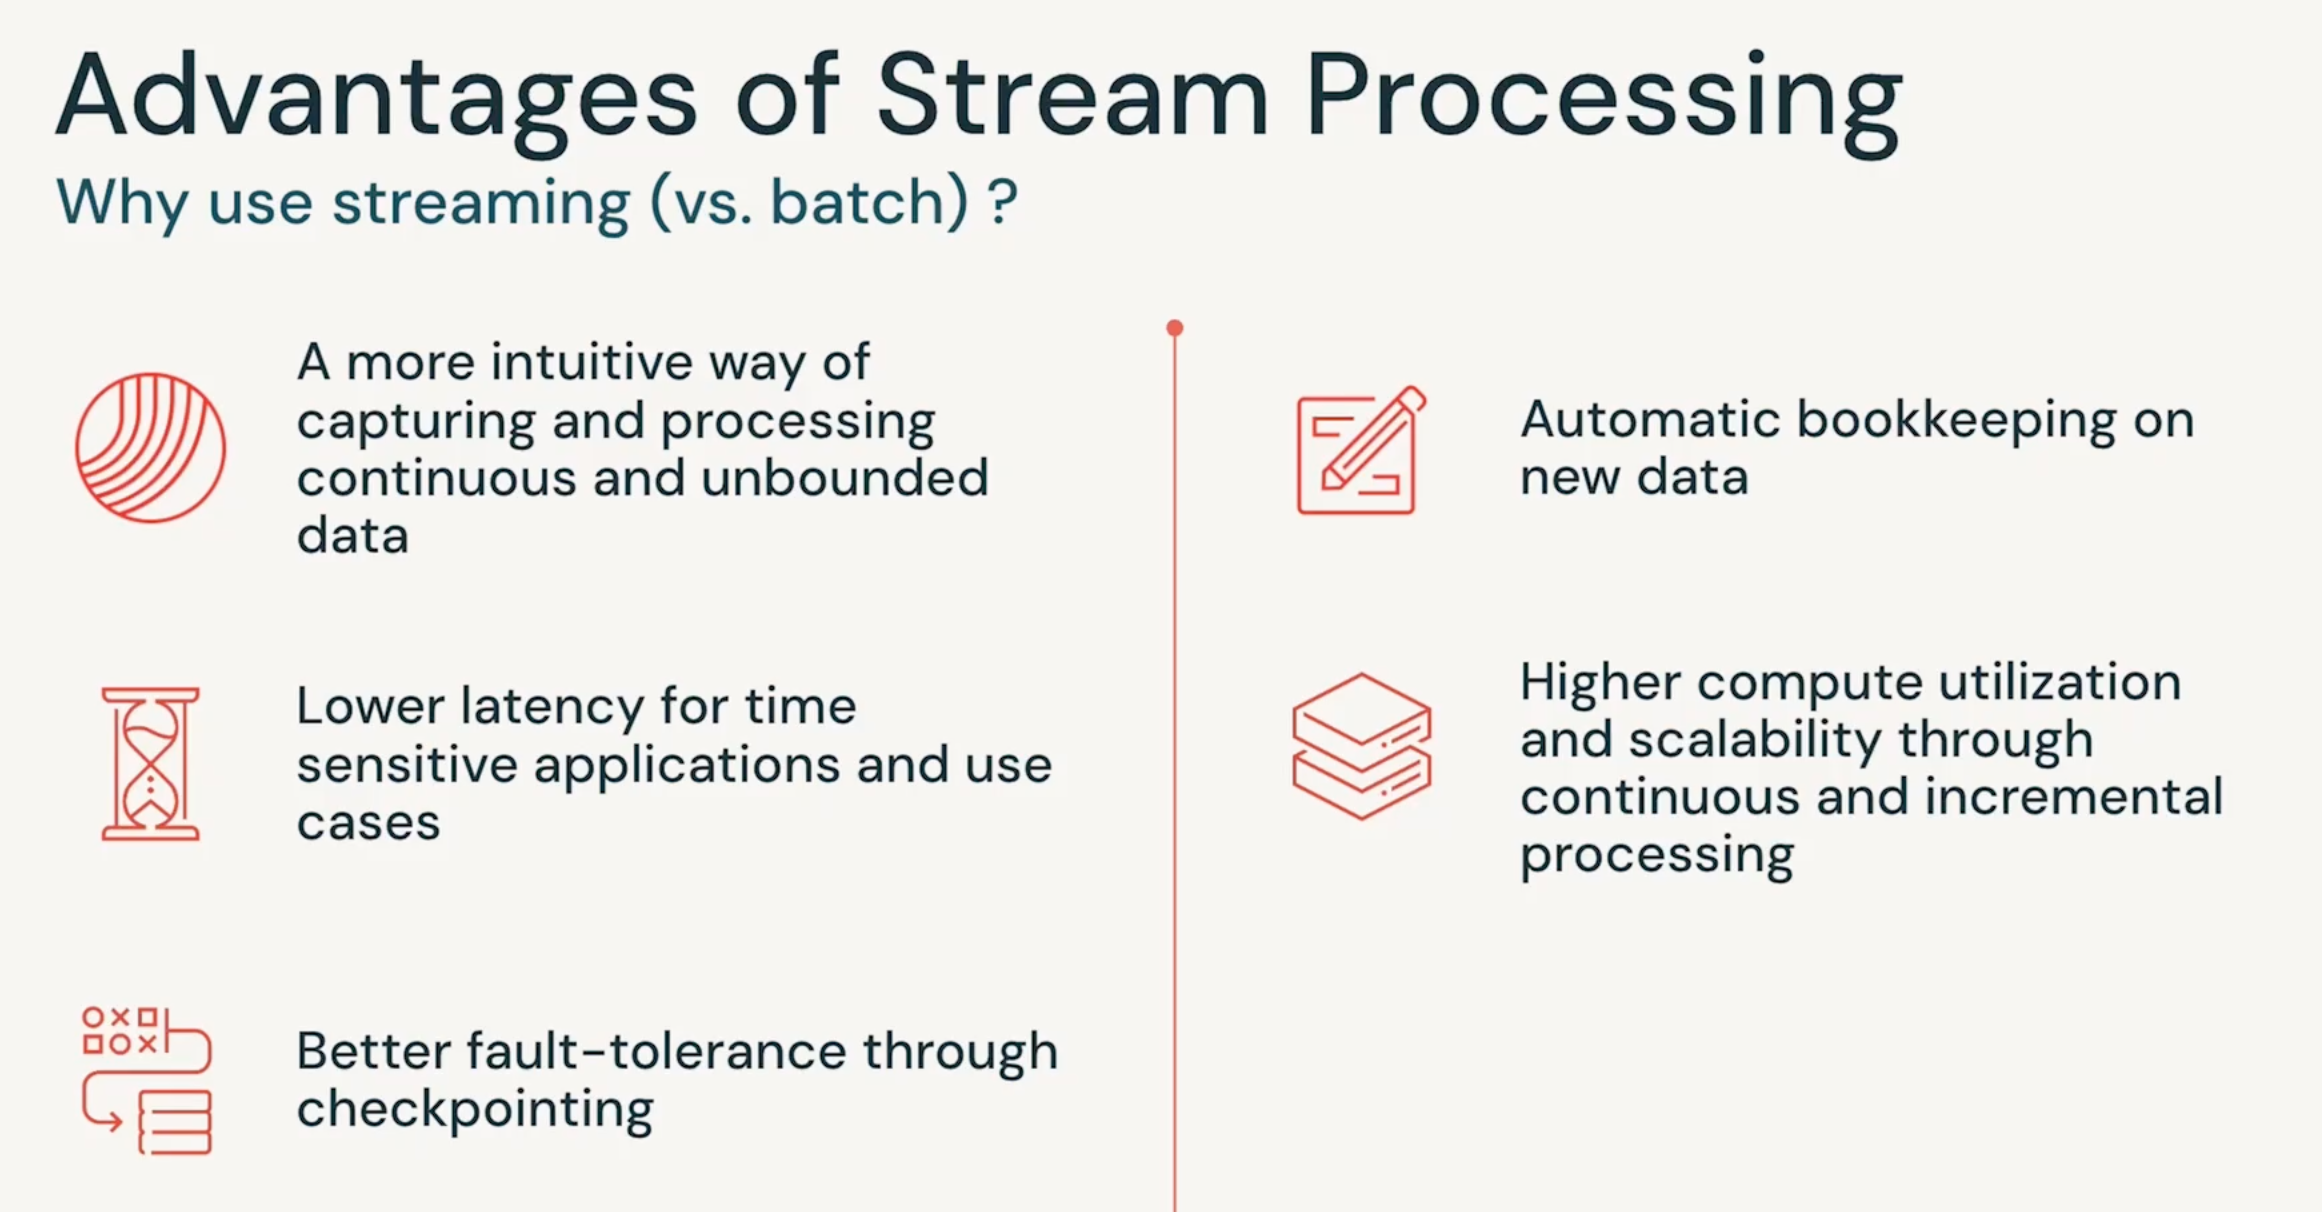 Advantages of Stream Processing
Why use streaming (vs. batch) ?
A more intuitive way of
capturing and processing
continuous and unbounded
data
Lower latency for time
sensitive applications and use
cases
Better fault-tolerance through
checkpointing
Automatic bookkeeping on
new data
Higher compute utilization
and scalability through
continuous and incremental
processing